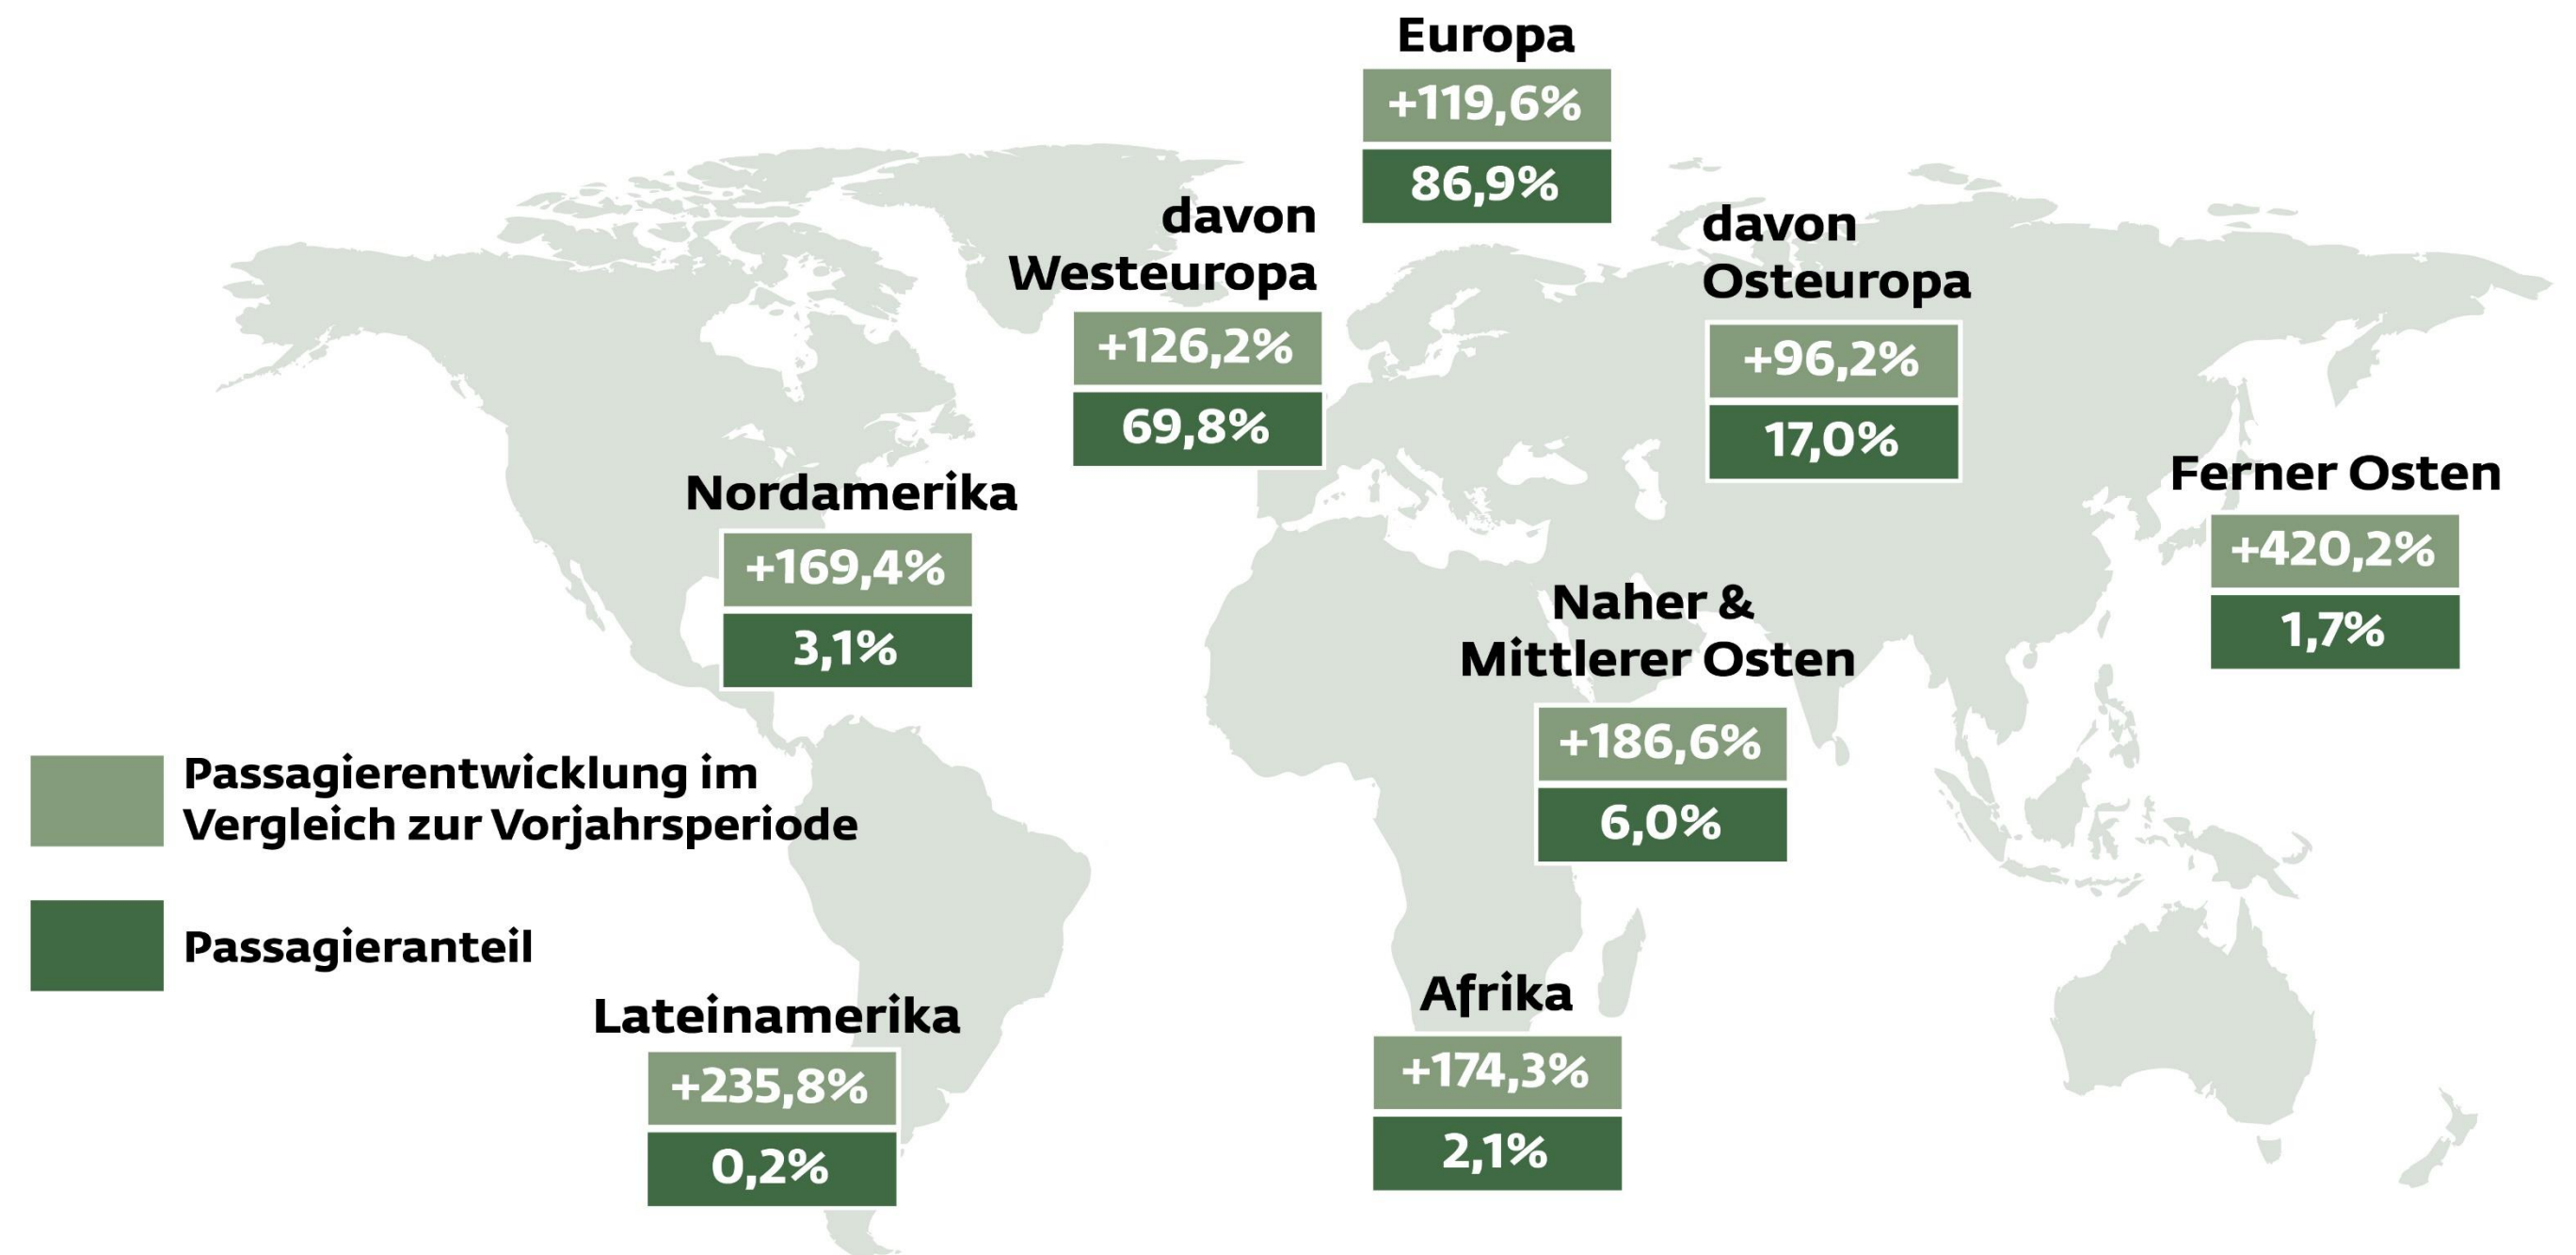 Europa
+119,6%
86,9%
davon
Westeuropa
+126,2%
69,8%
davon
Osteuropa
+96,2%
17,0%
Nordamerika
+169,4%
3,1%
Ferner Osten
+420,2%
1,7%
Naher &
Mittlerer Osten
+186,6%
6,0%
Passagierentwicklung im
Vergleich zur Vorjahrsperiode
Passagieranteil
Lateinamerika
+235,8%
0,2%
Afrika
+174,3%
2,1%